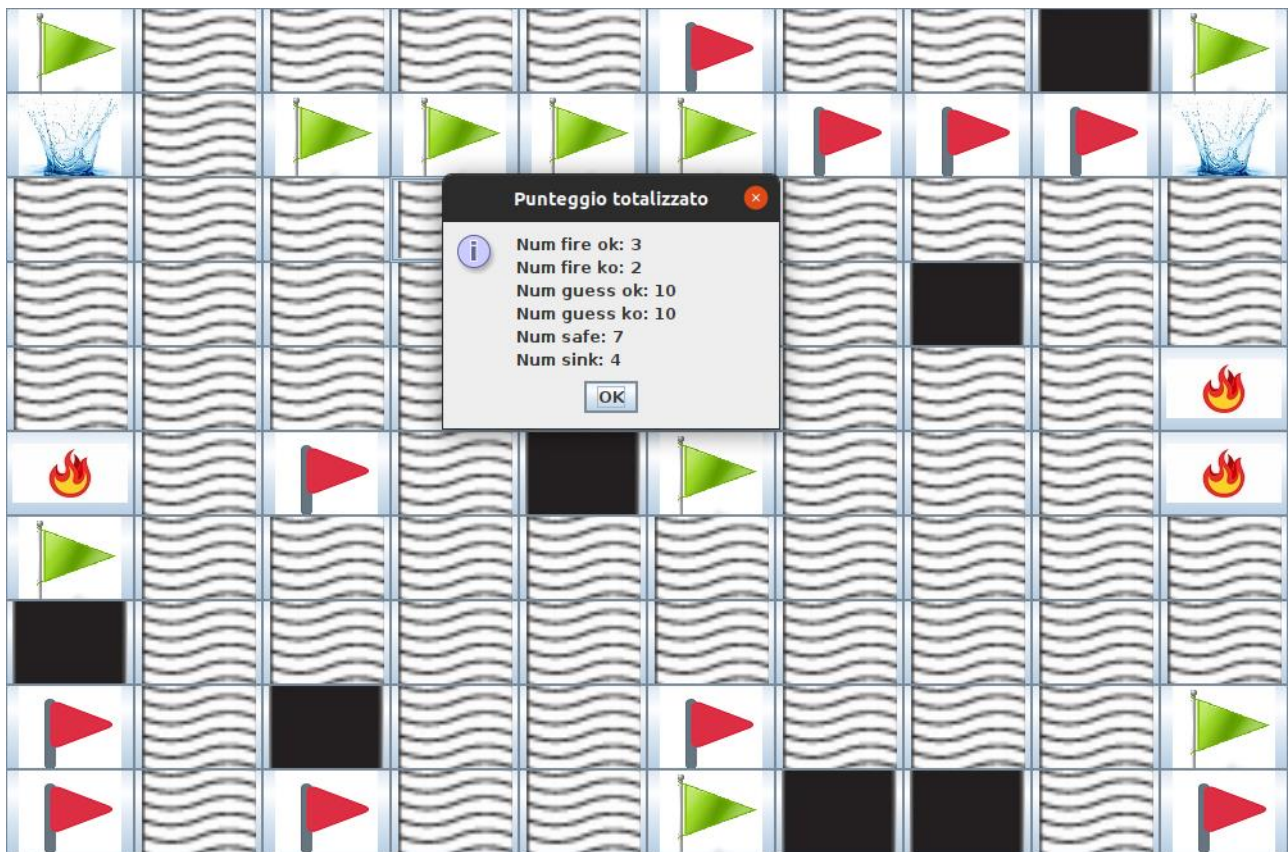 Punteggio totalizzato
Num fire ok: 3
Num fire ko: 2
Num guess ok: 10
Num guess ko: 10
Num safe: 7
Num sink: 4
OK